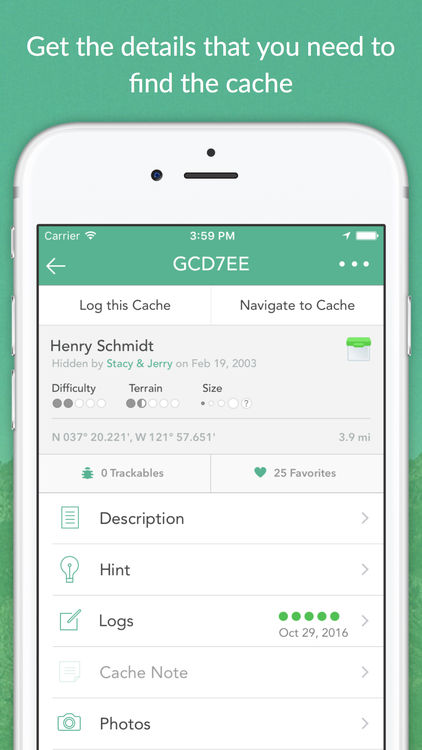 Get the details that you need to
find the cache
Carrier 3:59 PM
GCD7EE
Log this Cache Navigate to Cache
Henry Schmidt
Hidden by Stacy & Jerry on Feb 19, 2003
Difficulty Terrain Size
?
N 037° 20.221', W 121° 57.651' 3.9 mi
0 Trackables 25 Favorites
Description
Hint
Logs
Oct 29, 2016
Cache Note
Photos